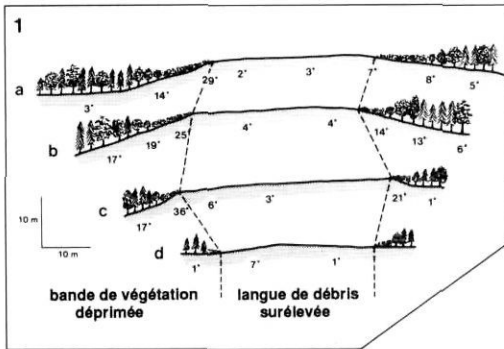 1
29° 2° 3° 7°
a 3° 14° 8° 5°
25° 4° 4° 14°
b 17° 19° 13° 6°
c 17° 36° 6° 3° 21° 1°
10 m
10 m
d 1° 7° 1°
bande de végétation langue de débris
déprimée surélevée